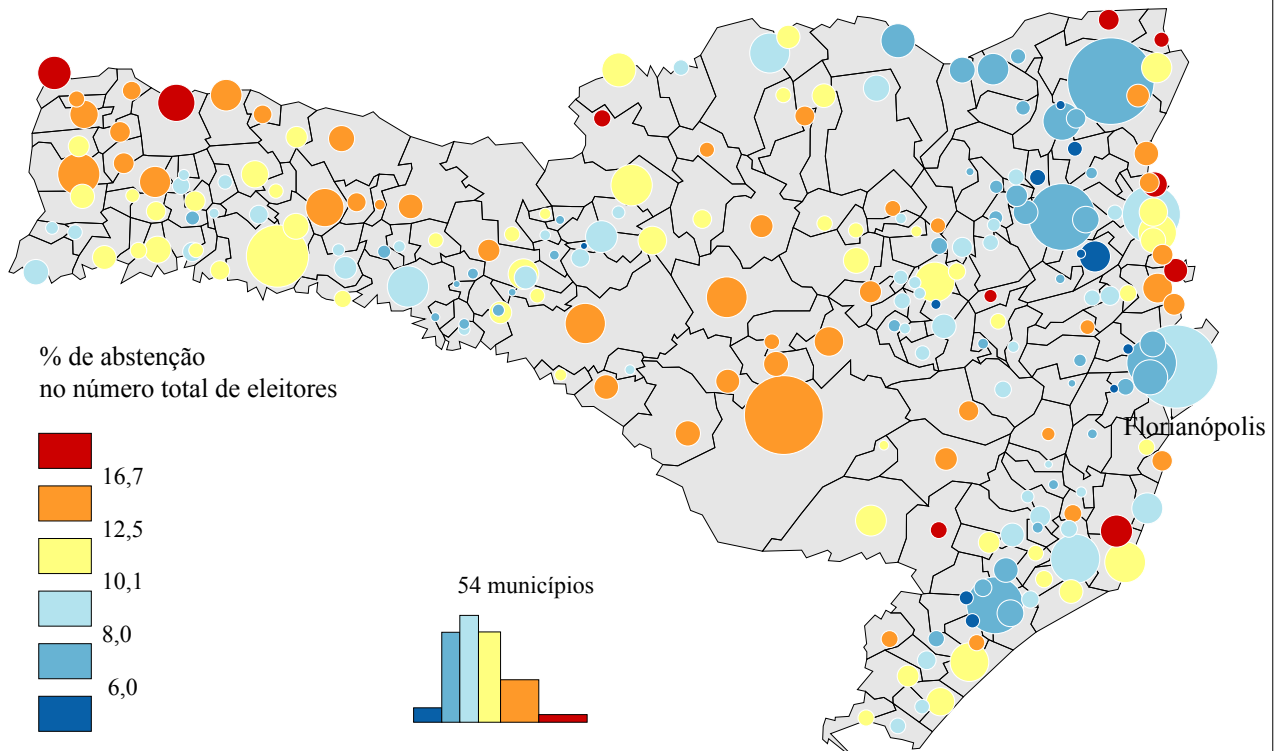 % de abstenção
no número total de eleitores
16,7
12,5
10,1
8,0
6,0
54 municípios
Florianópolis